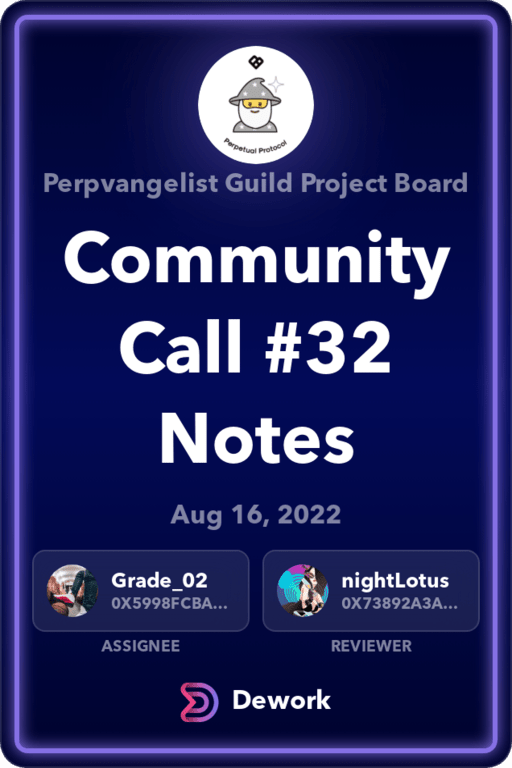 Perpetual Protocol
Perpvangelist Guild Project Board
Community
Call #32
Notes
Aug 16, 2022
Grade_02
0X5998FCBA...
nightLotus
0X73892A3A...
ASSIGNEE
REVIEWER
Dework